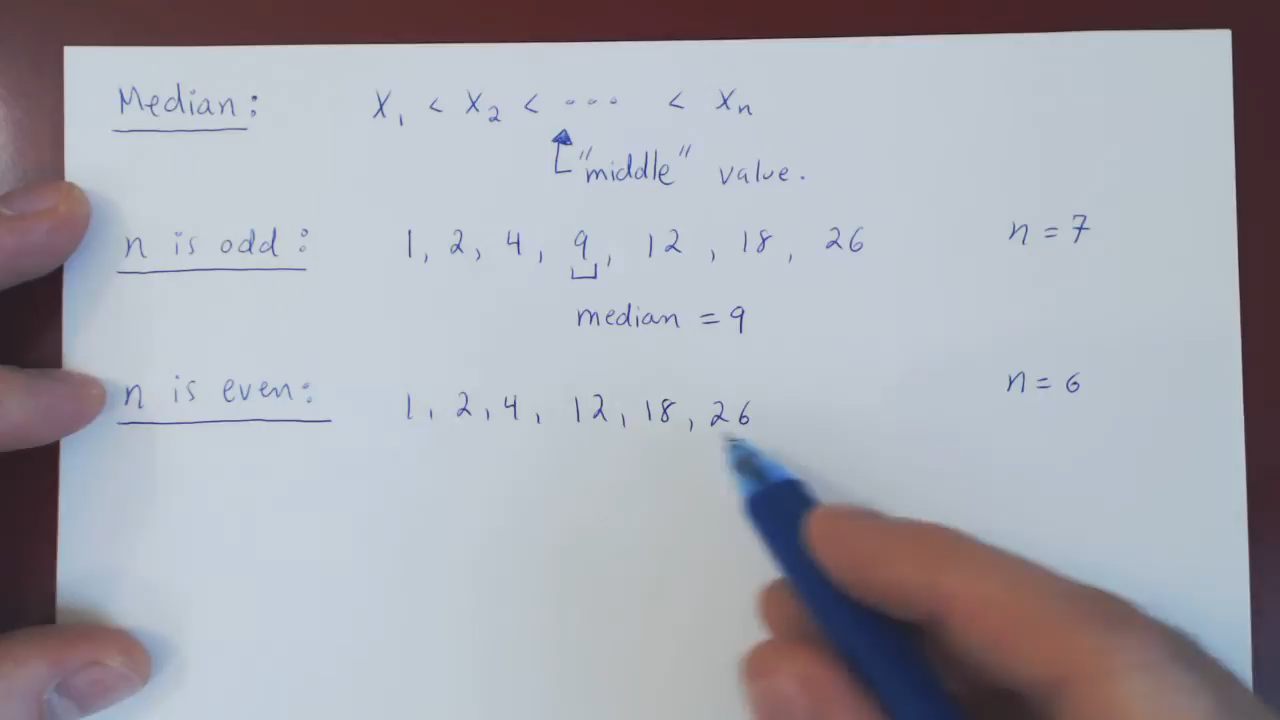 Median: X1 < X2 < ... < Xn
"middle" value.
n is odd: 1, 2, 4, 9, 12, 18, 26 n = 7
median = 9
n is even: 1, 2, 4, 12, 18, 26 n = 6